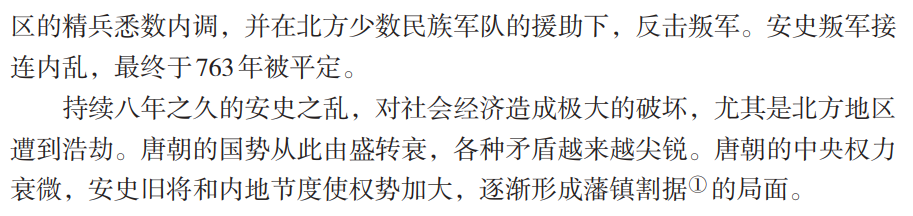 区的精兵悉数内调，并在北方少数民族军队的援助下，反击叛军。安史叛军接
连内乱，最终于763年被平定。
持续八年之久的安史之乱，对社会经济造成极大的破坏，尤其是北方地区
遭到浩劫。唐朝的国势从此由盛转衰，各种矛盾越来越尖锐。唐朝的中央权力
衰微，安史旧将和内地节度使权势加大，逐渐形成藩镇割据①的局面。